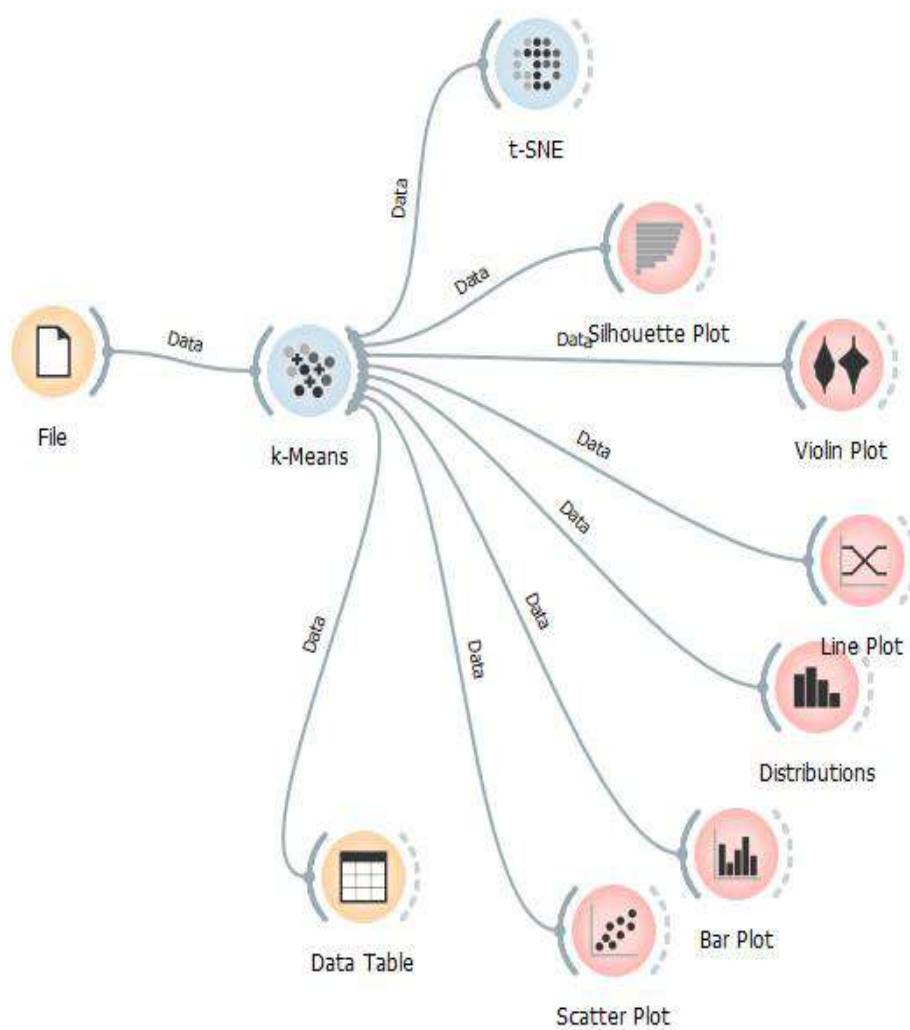 t-SNE
Data
Data
Silhouette Plot
File
Data
k-Means
Data
Violin Plot
Data
Line Plot
Data
Distributions
Data
Bar Plot
Data
Scatter Plot
Data
Data Table